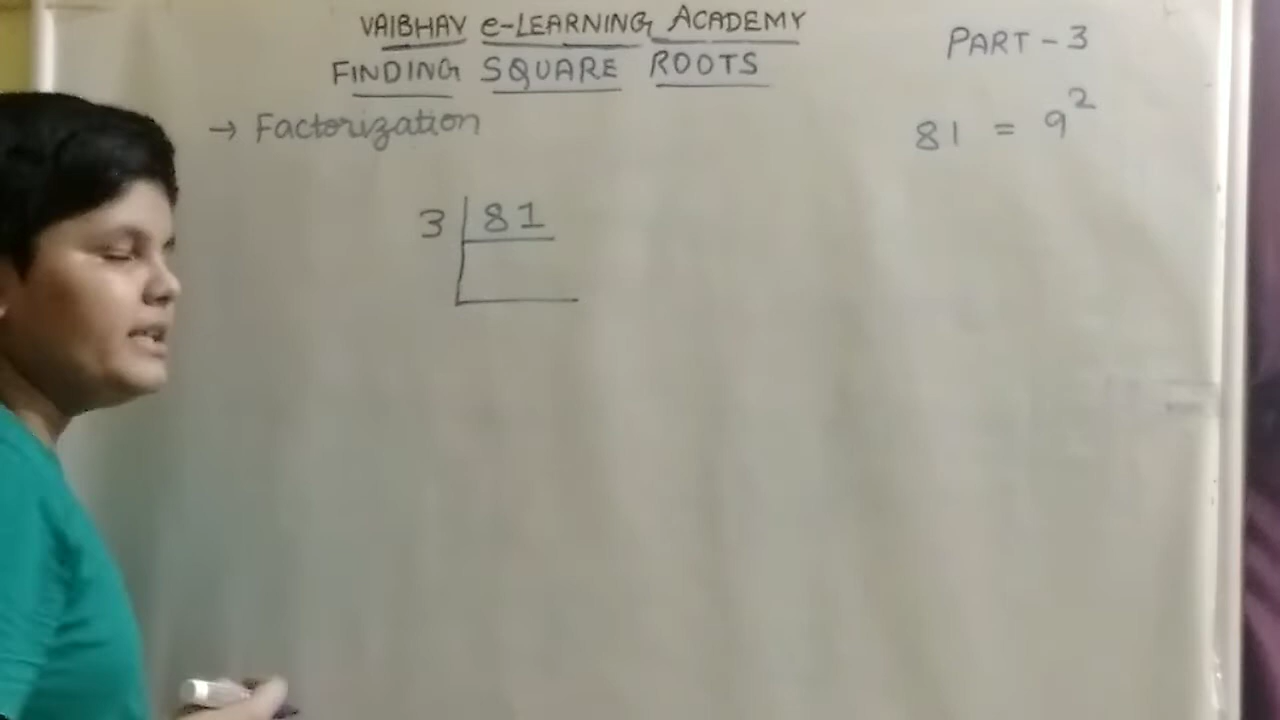 VAIBHAV e-LEARNING ACADEMY
FINDING SQUARE ROOTS
PART - 3
→ Factorization
81 = 9²
3 | 81